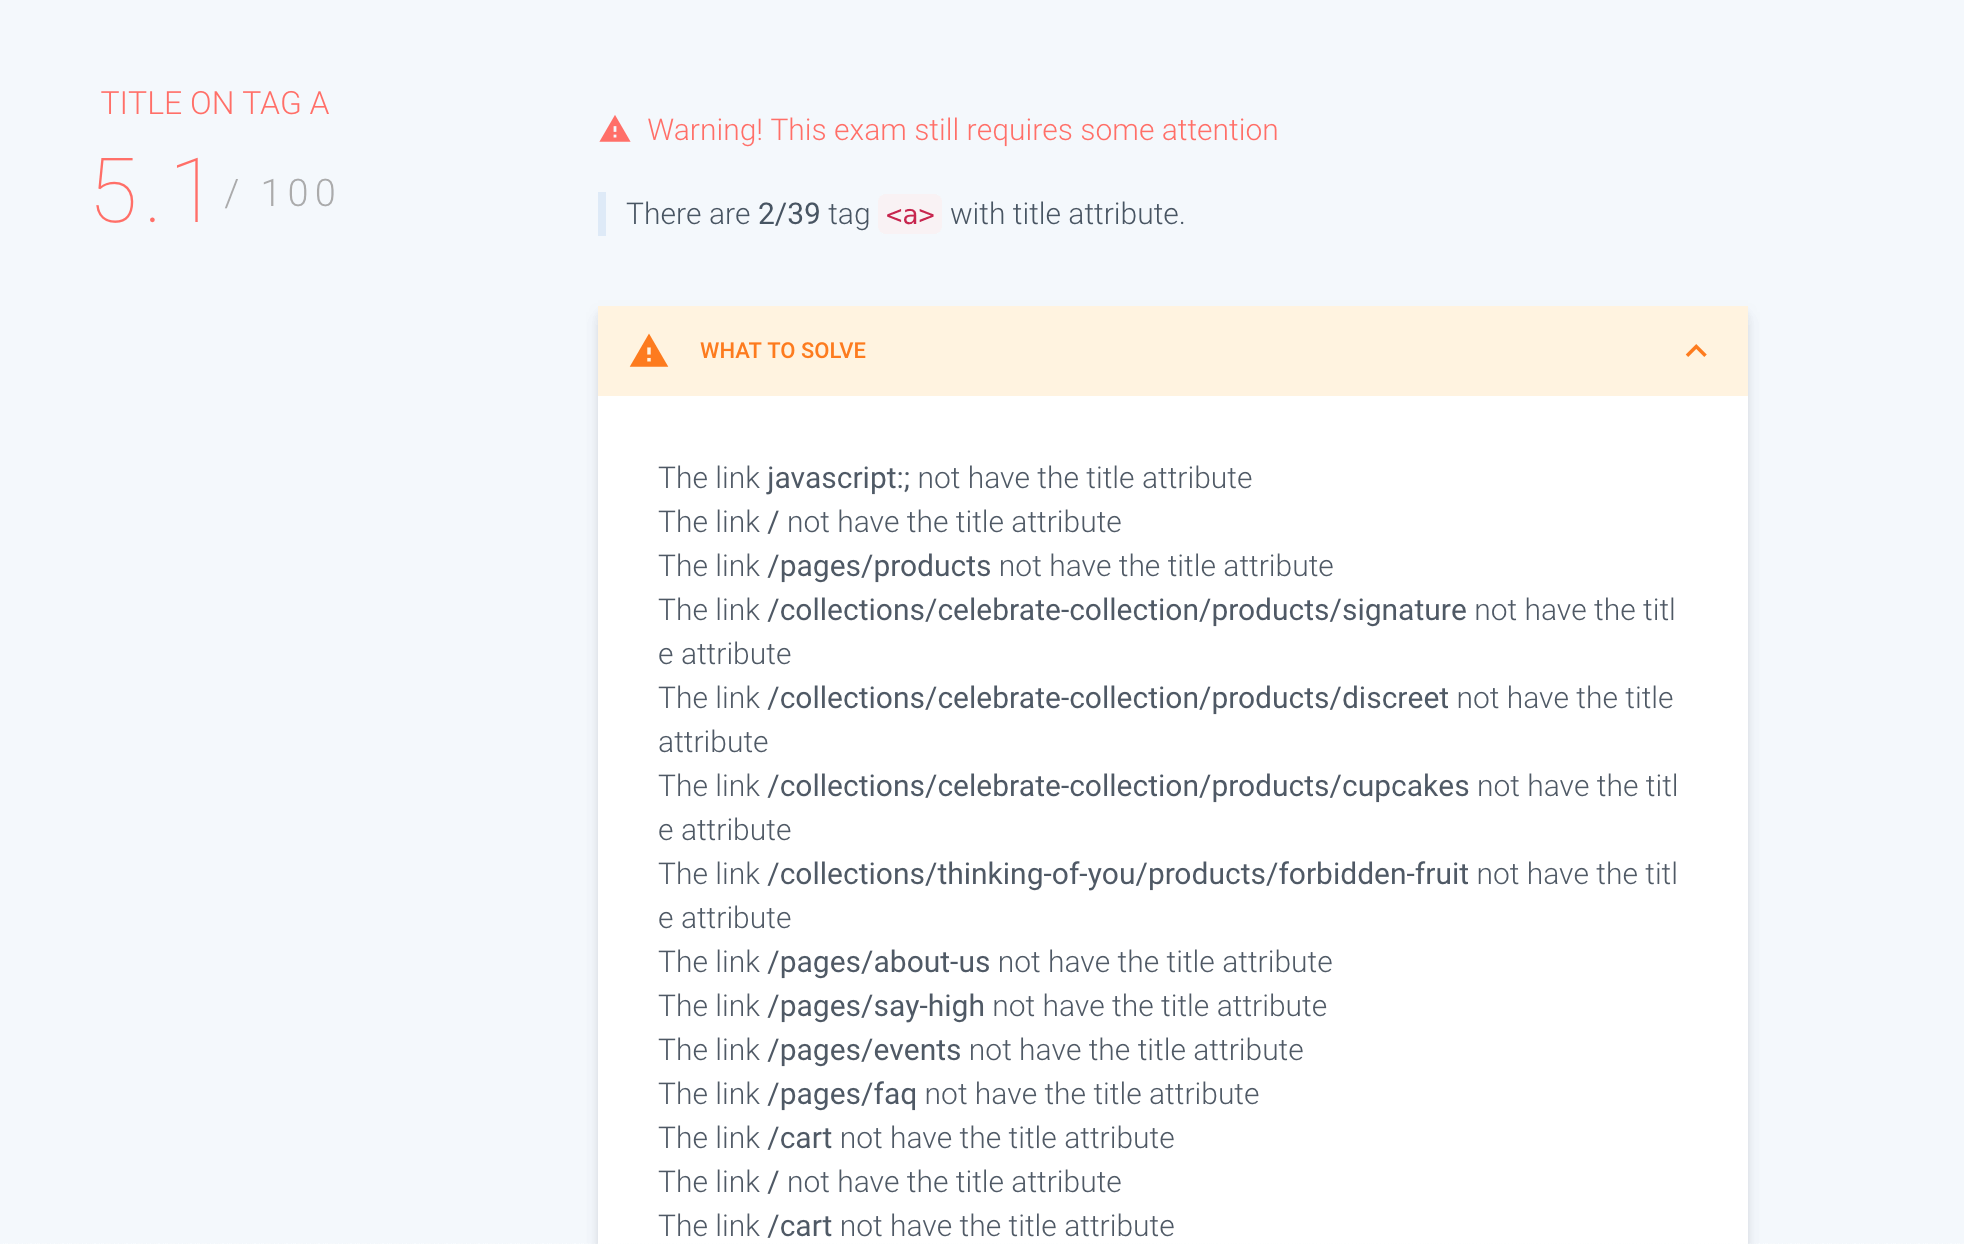 TITLE ON TAG A
5.1 / 100
Warning! This exam still requires some attention
There are 2/39 tag <a> with title attribute.
WHAT TO SOLVE
The link javascript:; not have the title attribute
The link / not have the title attribute
The link /pages/products not have the title attribute
The link /collections/celebrate-collection/products/signature not have the titl
e attribute
The link /collections/celebrate-collection/products/discreet not have the title
attribute
The link /collections/celebrate-collection/products/cupcakes not have the titl
e attribute
The link /collections/thinking-of-you/products/forbidden-fruit not have the titl
e attribute
The link /pages/about-us not have the title attribute
The link /pages/say-high not have the title attribute
The link /pages/events not have the title attribute
The link /pages/faq not have the title attribute
The link /cart not have the title attribute
The link / not have the title attribute
The link /cart not have the title attribute